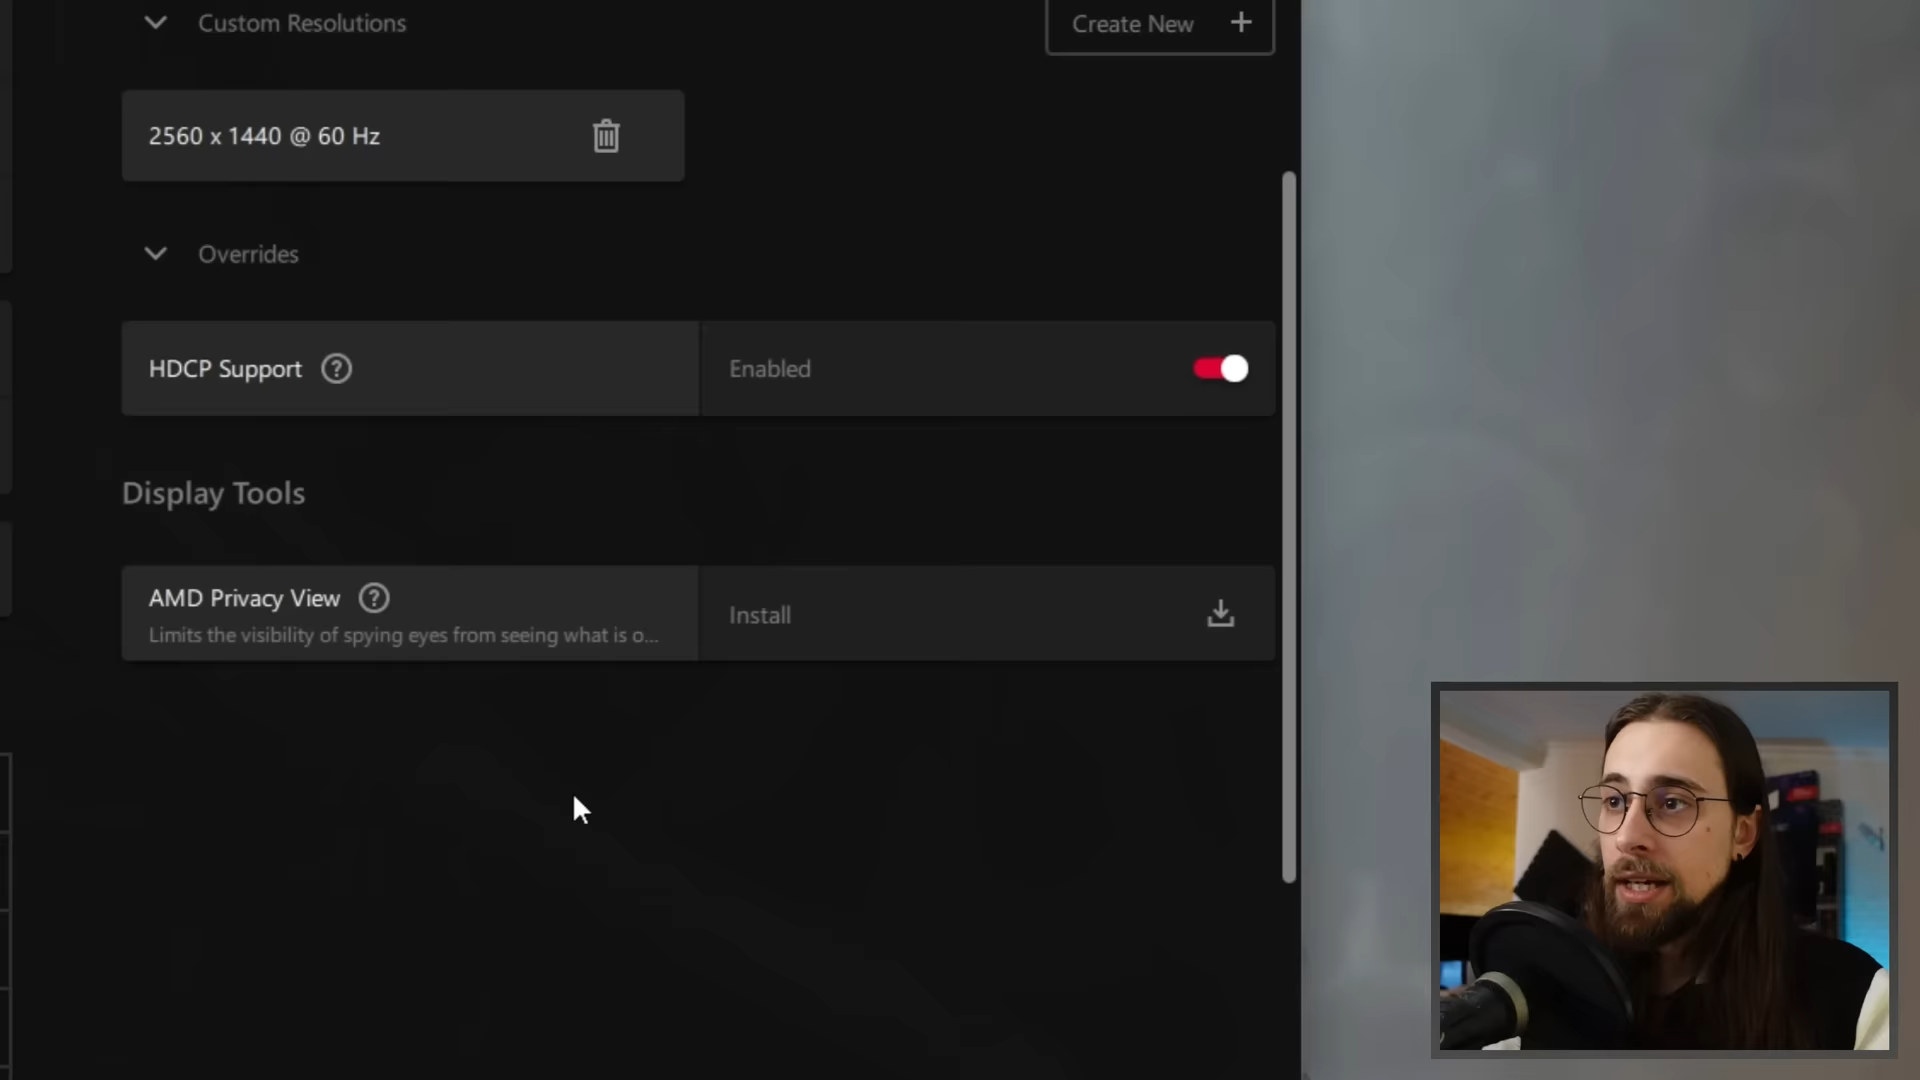 Custom Resolutions
Create New
2560 x 1440 @ 60 Hz
Overrides
HDCP Support
Enabled
Display Tools
AMD Privacy View
Limits the visibility of spying eyes from seeing what is o...
Install